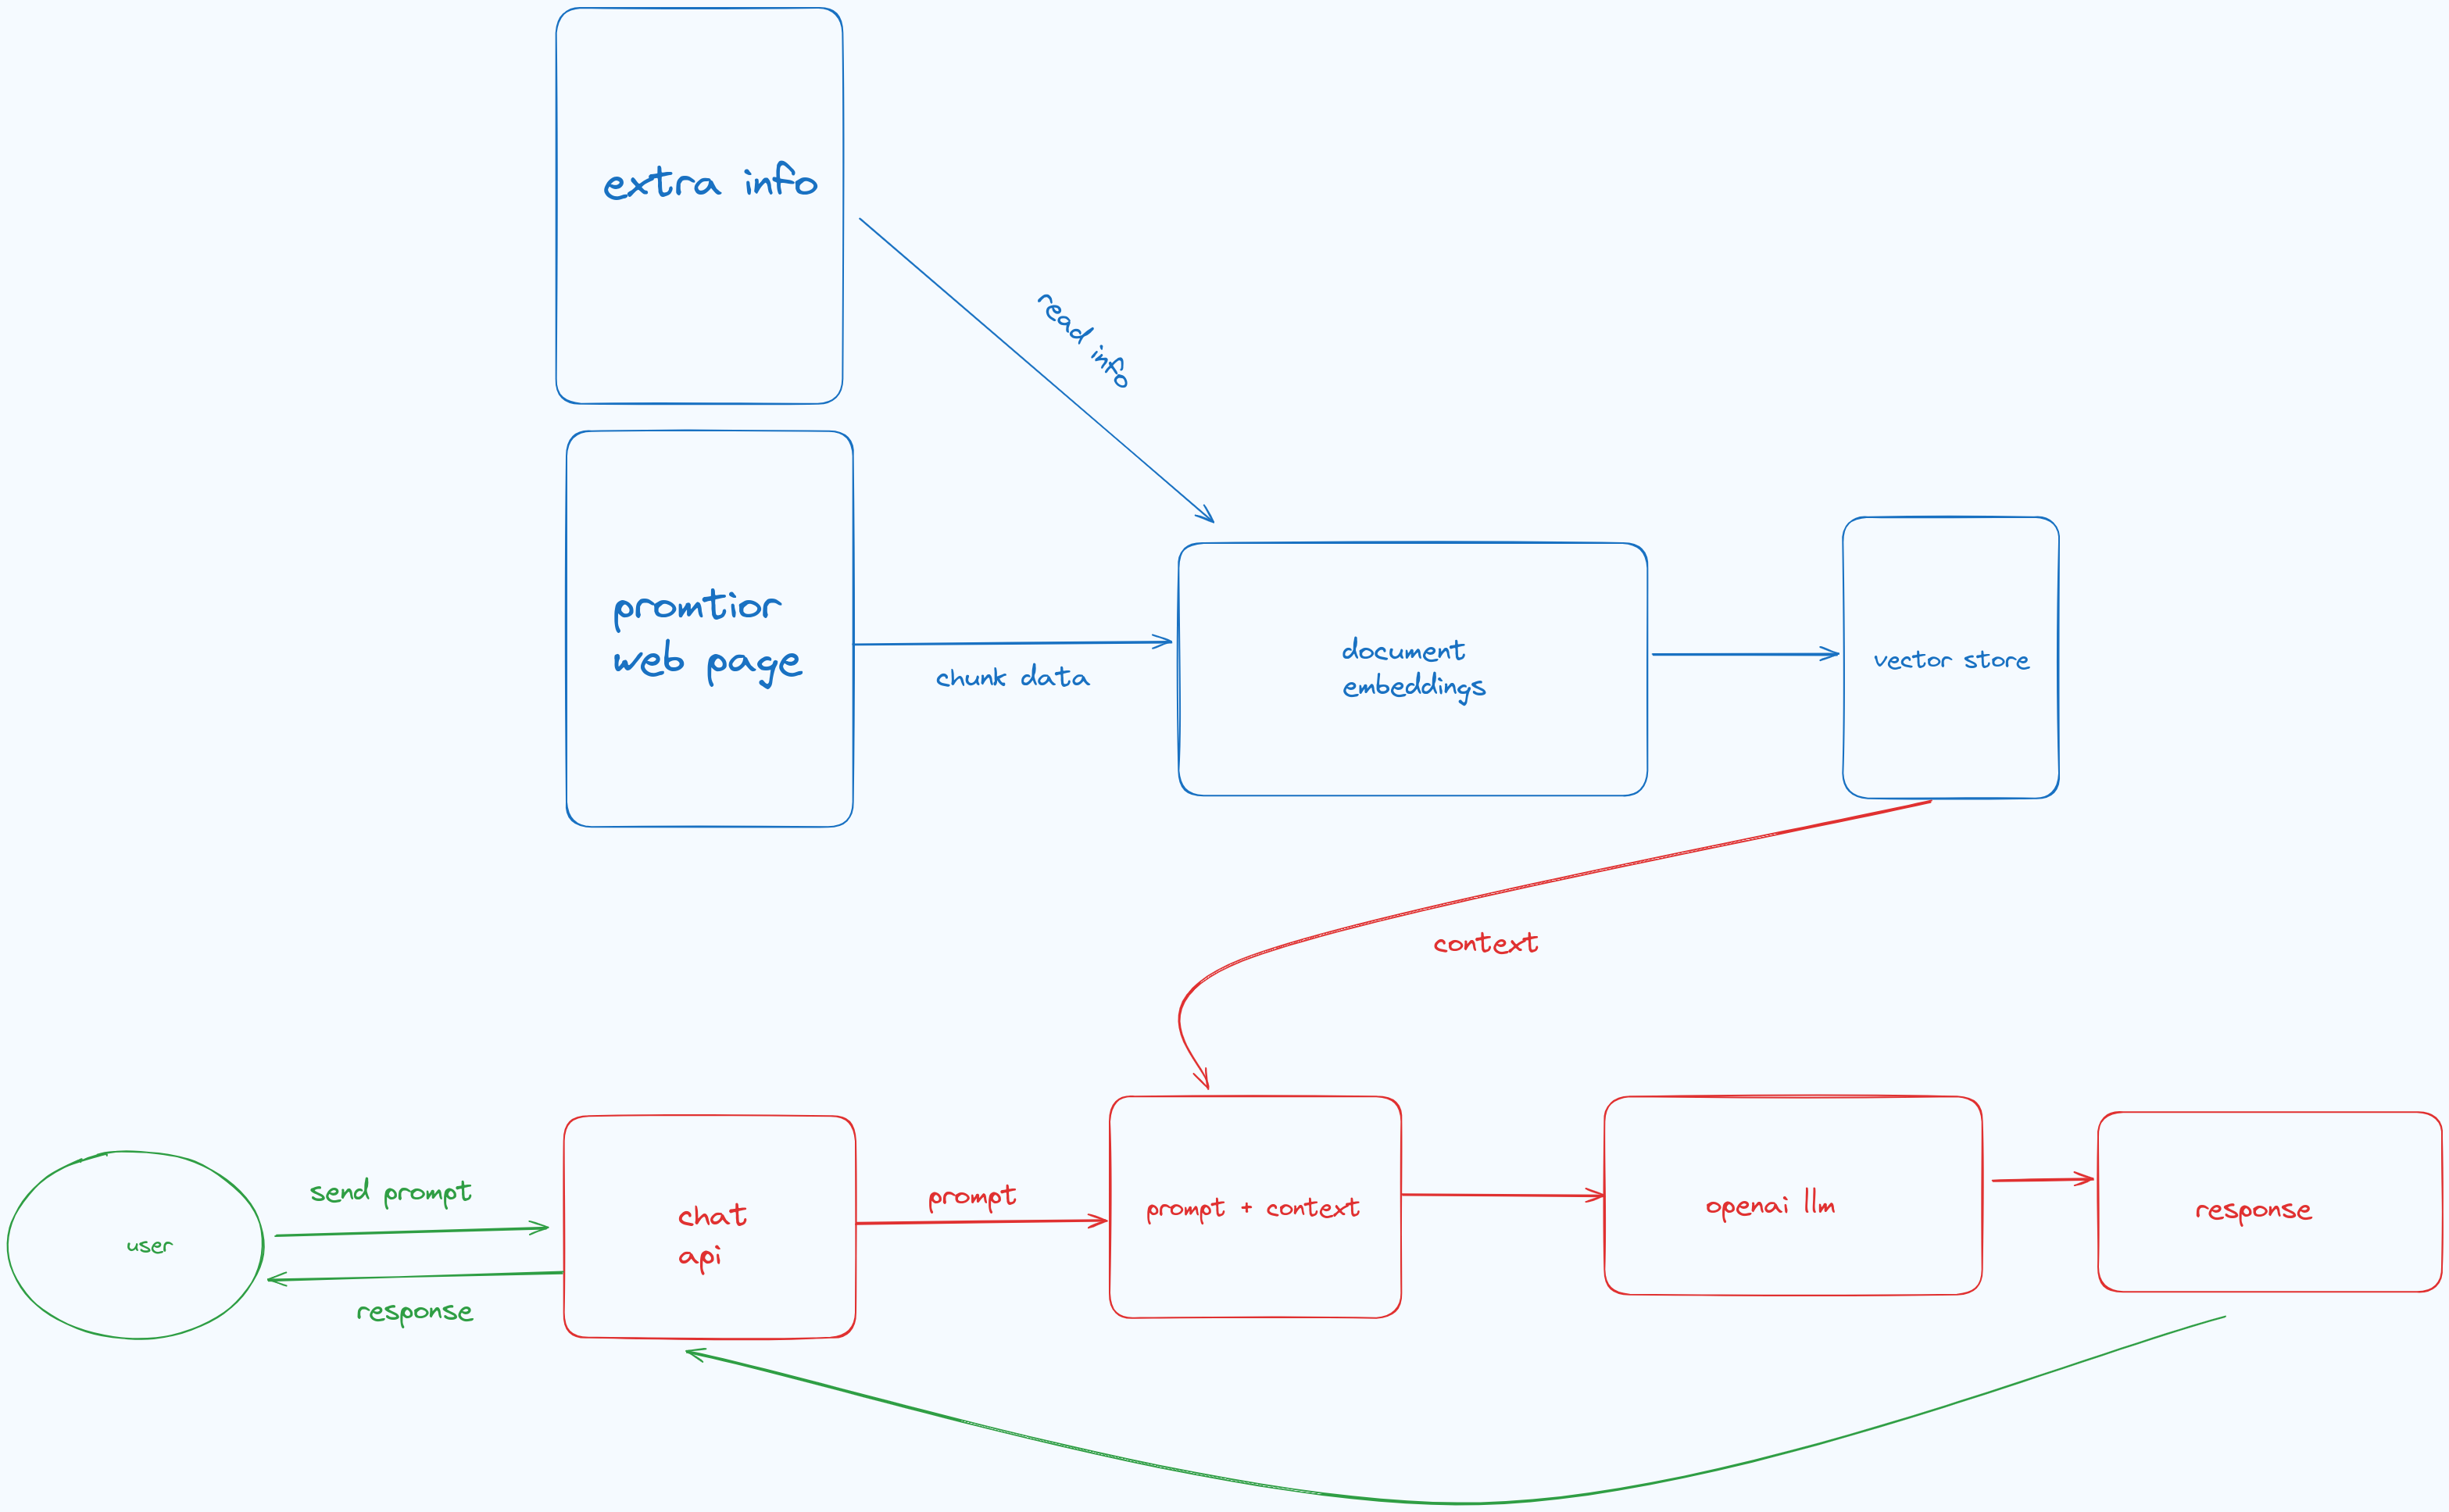 extra info
read info
promtior
web page
chunk data
document
embeddings
vector store
context
user
send prompt
response
chat
api
prompt
prompt + context
openai llm
response